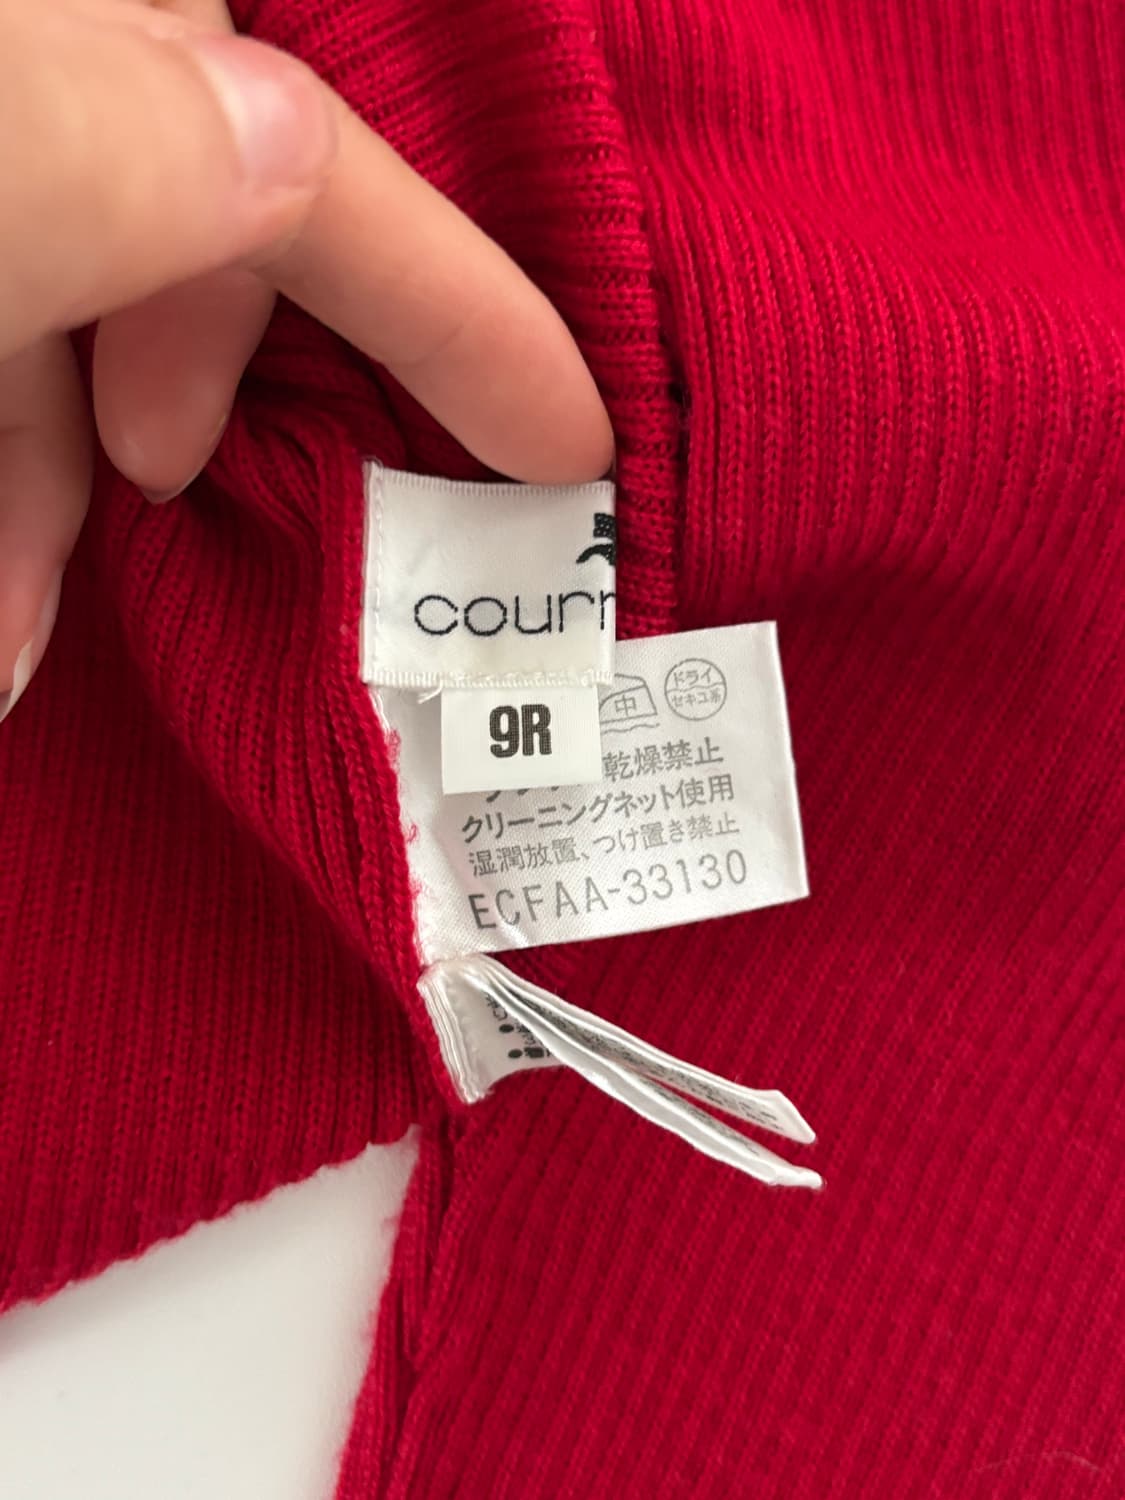 courr
9R
中
ドライ
セキユ系
乾燥禁止
クリーニングネット使用
湿潤放置、つけ置き禁止
ECFAA-33130